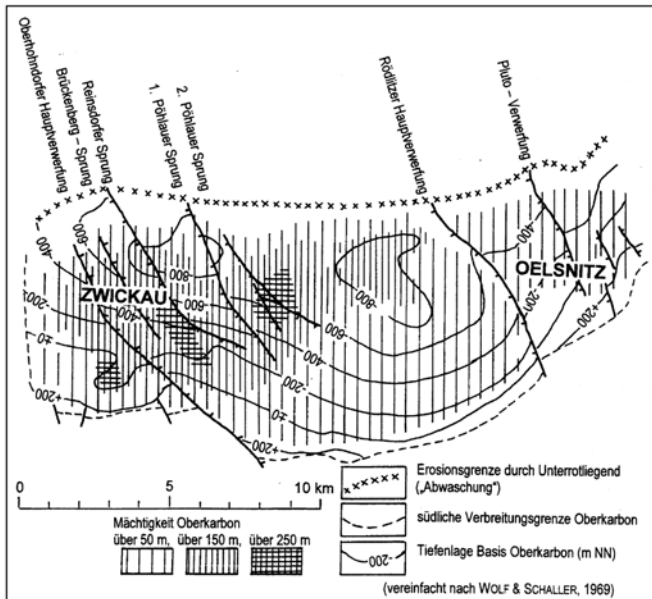 Oberhohndorfer Hauptverwerfung
Brückenberg – Sprung
Reinsdorfer Sprung
1. Pöhlauer Sprung
2. Pöhlauer Sprung
Rödlitzer Hauptverwerfung
Pluto – Verwerfung
-400
-600
-800
-800
-600
-400
OELSNITZ
ZWICKAU
-200
-400
-600
-600
-200
+200
±0
-400
-200
±0
+200
+200
0 5 10 km
Mächtigkeit Oberkarbon
über 50 m, über 150 m, über 250 m
Erosionsgrenze durch Unterrotliegend
(„Abwaschung")
südliche Verbreitungsgrenze Oberkarbon
-200 Tiefenlage Basis Oberkarbon (m NN)
(vereinfacht nach WOLF & SCHALLER, 1969)